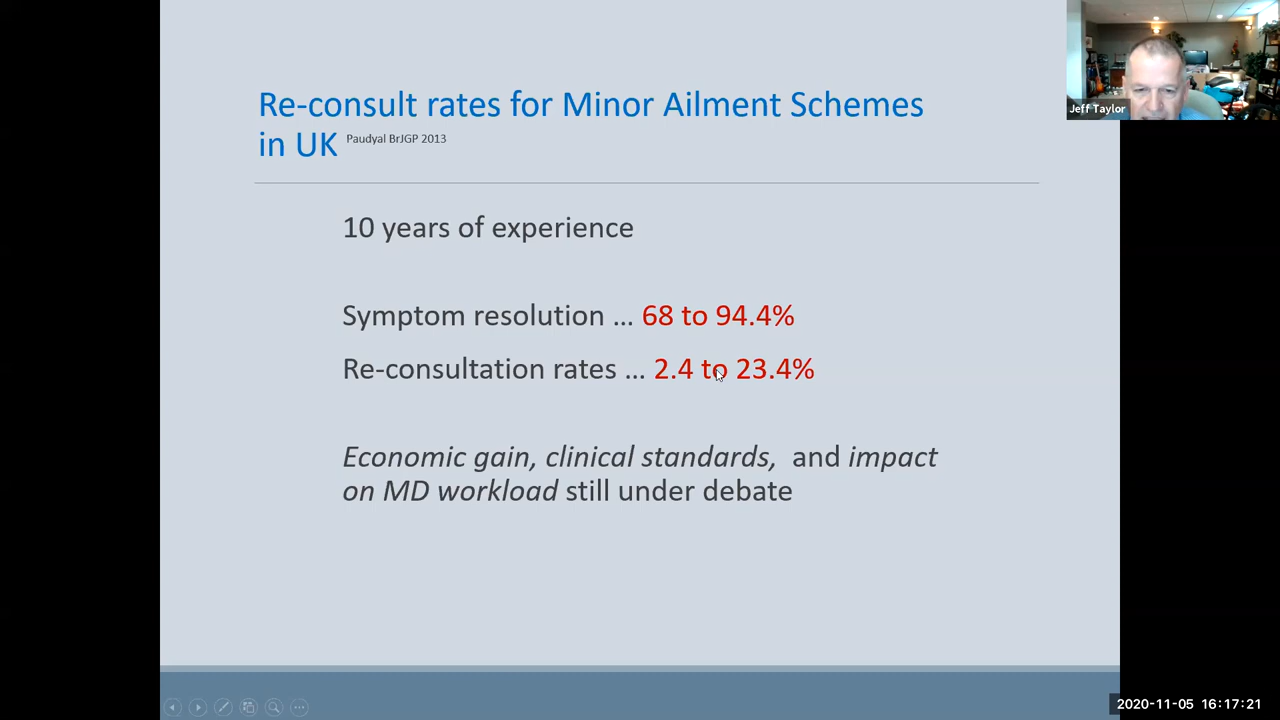 Re-consult rates for Minor Ailment Schemes
in UK Paudyal BrJGP 2013
Jeff Taylor
10 years of experience
Symptom resolution … 68 to 94.4%
Re-consultation rates … 2.4 to 23.4%
Economic gain, clinical standards, and impact
on MD workload still under debate
2020-11-05 16:17:21